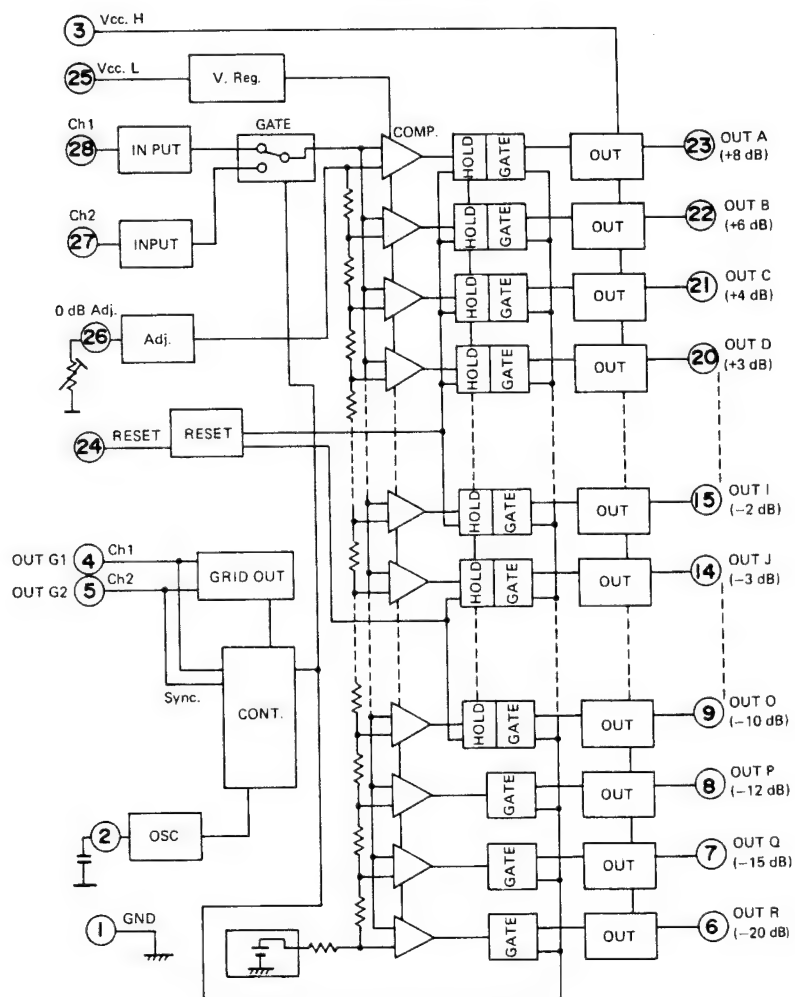 3 Vcc. H
25 Vcc. L V. Reg.
Ch1 GATE COMP.
28 IN PUT HOLD GATE OUT 23 OUT A
(+8 dB)
Ch2
27 INPUT HOLD GATE OUT 22 OUT B
(+6 dB)
HOLD GATE OUT 21 OUT C
(+4 dB)
0 dB Adj.
26 Adj. HOLD GATE OUT 20 OUT D
(+3 dB)
24 RESET RESET
HOLD GATE OUT 15 OUT I
(−2 dB)
OUT G1 4 Ch1
GRID OUT
OUT G2 5 Ch2
HOLD GATE OUT 14 OUT J
(−3 dB)
Sync. CONT.
HOLD GATE OUT 9 OUT O
(−10 dB)
GATE OUT 8 OUT P
(−12 dB)
2 OSC
GATE OUT 7 OUT Q
(−15 dB)
1 GND
GATE OUT 6 OUT R
(−20 dB)